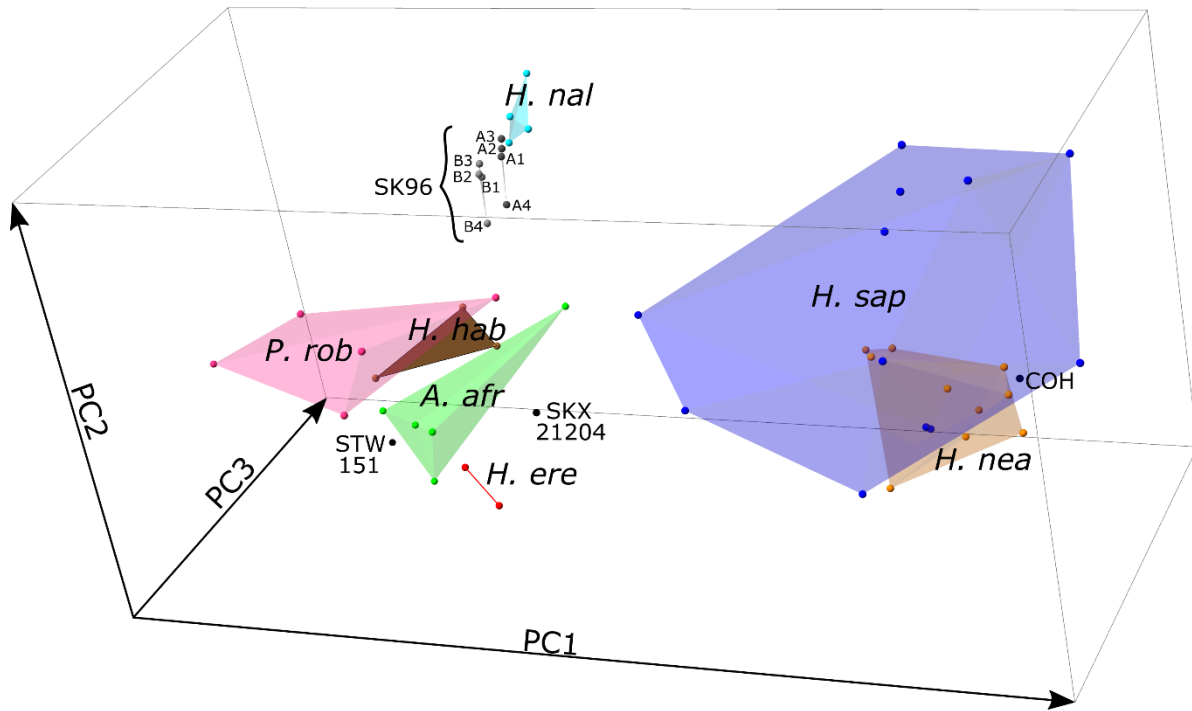 H. nal
A3
A2
A1
B3
B2
B1
SK96
A4
B4
H. sap
P. rob
H. hab
A. afr
COH
SKX
21204
STW
151
H. nea
H. ere
PC2
PC3
PC1